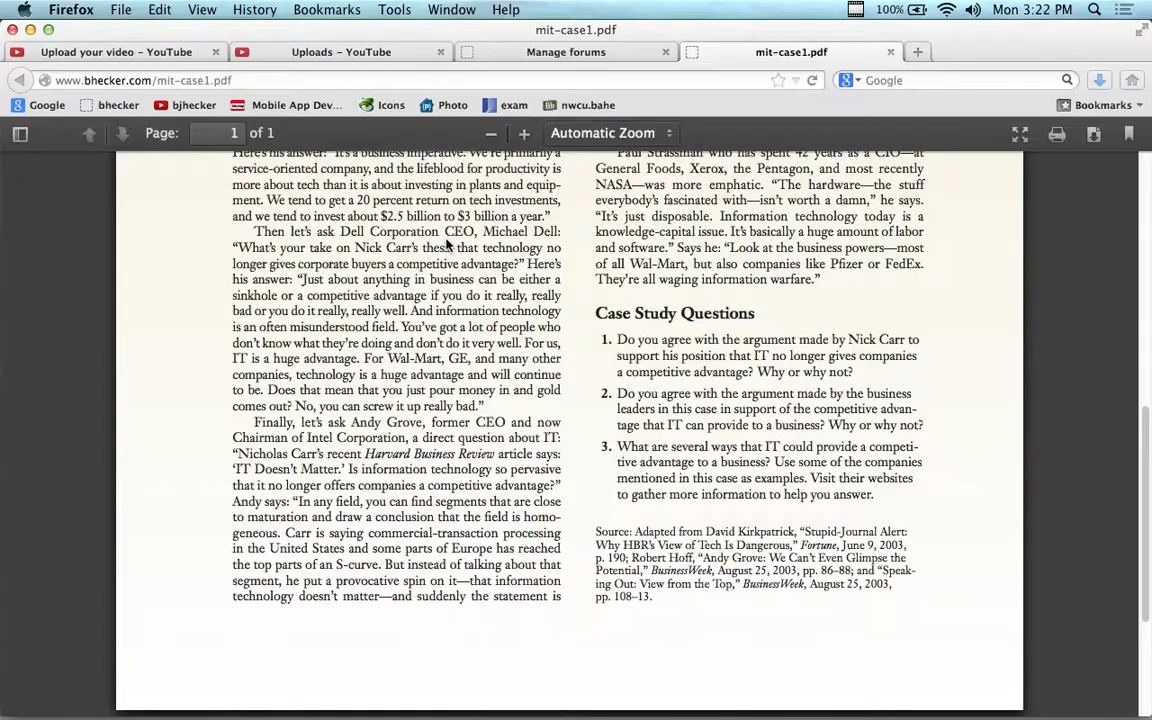 Firefox File Edit View History Bookmarks Tools Window Help 100% Mon 3:22 PM
mit-case1.pdf
Upload your video - YouTube Uploads - YouTube Manage forums mit-case1.pdf
www.bhecker.com/mit-case1.pdf Google
Google bhecker bjhecker Mobile App Dev... Icons Photo exam nwcu.bahe Bookmarks
Page: 1 of 1 Automatic Zoom
Here's his answer: "It's a business imperative. We're primarily a
service-oriented company, and the lifeblood for productivity is
more about tech than it is about investing in plants and equip-
ment. We tend to get a 20 percent return on tech investments,
and we tend to invest about $2.5 billion to $3 billion a year."
Then let's ask Dell Corporation CEO, Michael Dell:
"What's your take on Nick Carr's thesis that technology no
longer gives corporate buyers a competitive advantage?" Here's
his answer: "Just about anything in business can be either a
sinkhole or a competitive advantage if you do it really, really
bad or you do it really, really well. And information technology
is an often misunderstood field. You've got a lot of people who
don't know what they're doing and don't do it very well. For us,
IT is a huge advantage. For Wal-Mart, GE, and many other
companies, technology is a huge advantage and will continue
to be. Does that mean that you just pour money in and gold
comes out? No, you can screw it up really bad."
Finally, let's ask Andy Grove, former CEO and now
Chairman of Intel Corporation, a direct question about IT:
"Nicholas Carr's recent Harvard Business Review article says:
'IT Doesn't Matter.' Is information technology so pervasive
that it no longer offers companies a competitive advantage?"
Andy says: "In any field, you can find segments that are close
to maturation and draw a conclusion that the field is homo-
geneous. Carr is saying commercial-transaction processing
in the United States and some parts of Europe has reached
the top parts of an S-curve. But instead of talking about that
segment, he put a provocative spin on it—that information
technology doesn't matter—and suddenly the statement is
Paul Strassman who has spent 42 years as a CIO—at
General Foods, Xerox, the Pentagon, and most recently
NASA—was more emphatic. "The hardware—the stuff
everybody's fascinated with—isn't worth a damn," he says.
"It's just disposable. Information technology today is a
knowledge-capital issue. It's basically a huge amount of labor
and software." Says he: "Look at the business powers—most
of all Wal-Mart, but also companies like Pfizer or FedEx.
They're all waging information warfare."
Case Study Questions
1. Do you agree with the argument made by Nick Carr to
support his position that IT no longer gives companies
a competitive advantage? Why or why not?
2. Do you agree with the argument made by the business
leaders in this case in support of the competitive advan-
tage that IT can provide to a business? Why or why not?
3. What are several ways that IT could provide a competi-
tive advantage to a business? Use some of the companies
mentioned in this case as examples. Visit their websites
to gather more information to help you answer.
Source: Adapted from David Kirkpatrick, "Stupid-Journal Alert:
Why HBR's View of Tech Is Dangerous," Fortune, June 9, 2003,
p. 190; Robert Hoff, "Andy Grove: We Can't Even Glimpse the
Potential," BusinessWeek, August 25, 2003, pp. 86–88; and "Speak-
ing Out: View from the Top," BusinessWeek, August 25, 2003,
pp. 108–13.